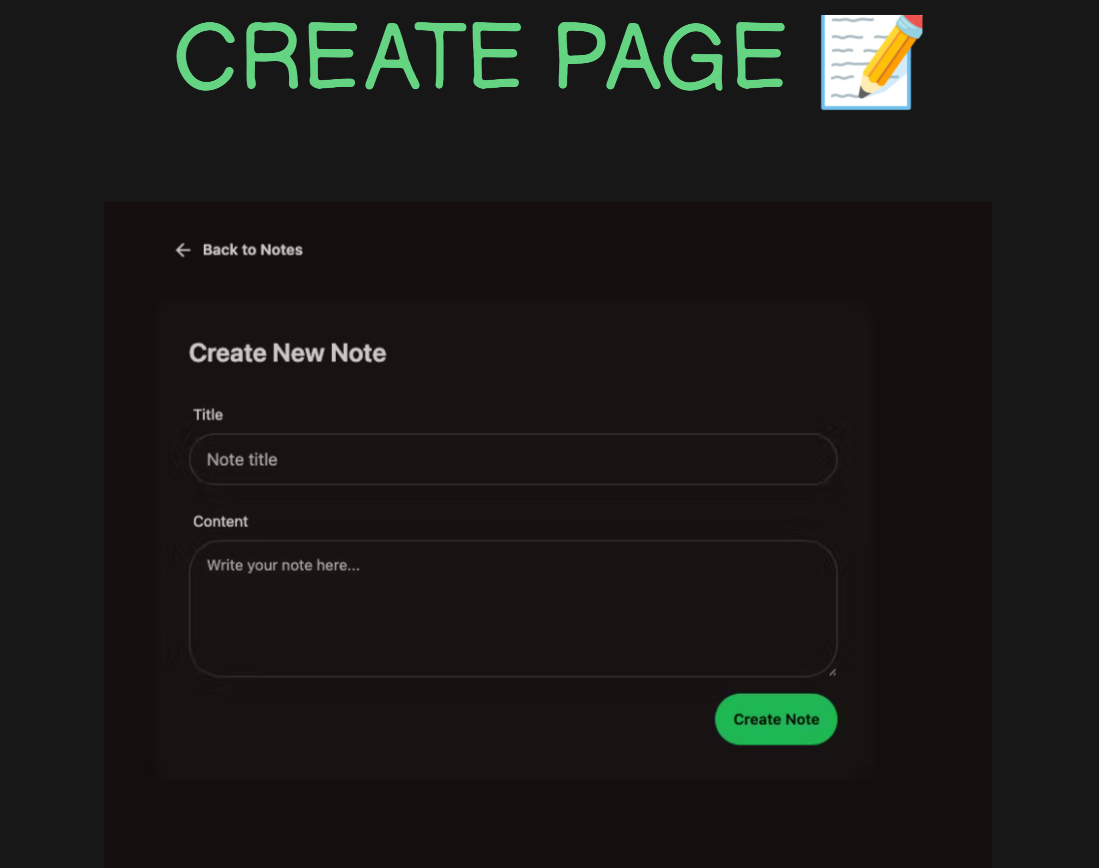 CREATE PAGE
Back to Notes
Create New Note
Title
Note title
Content
Write your note here...
Create Note